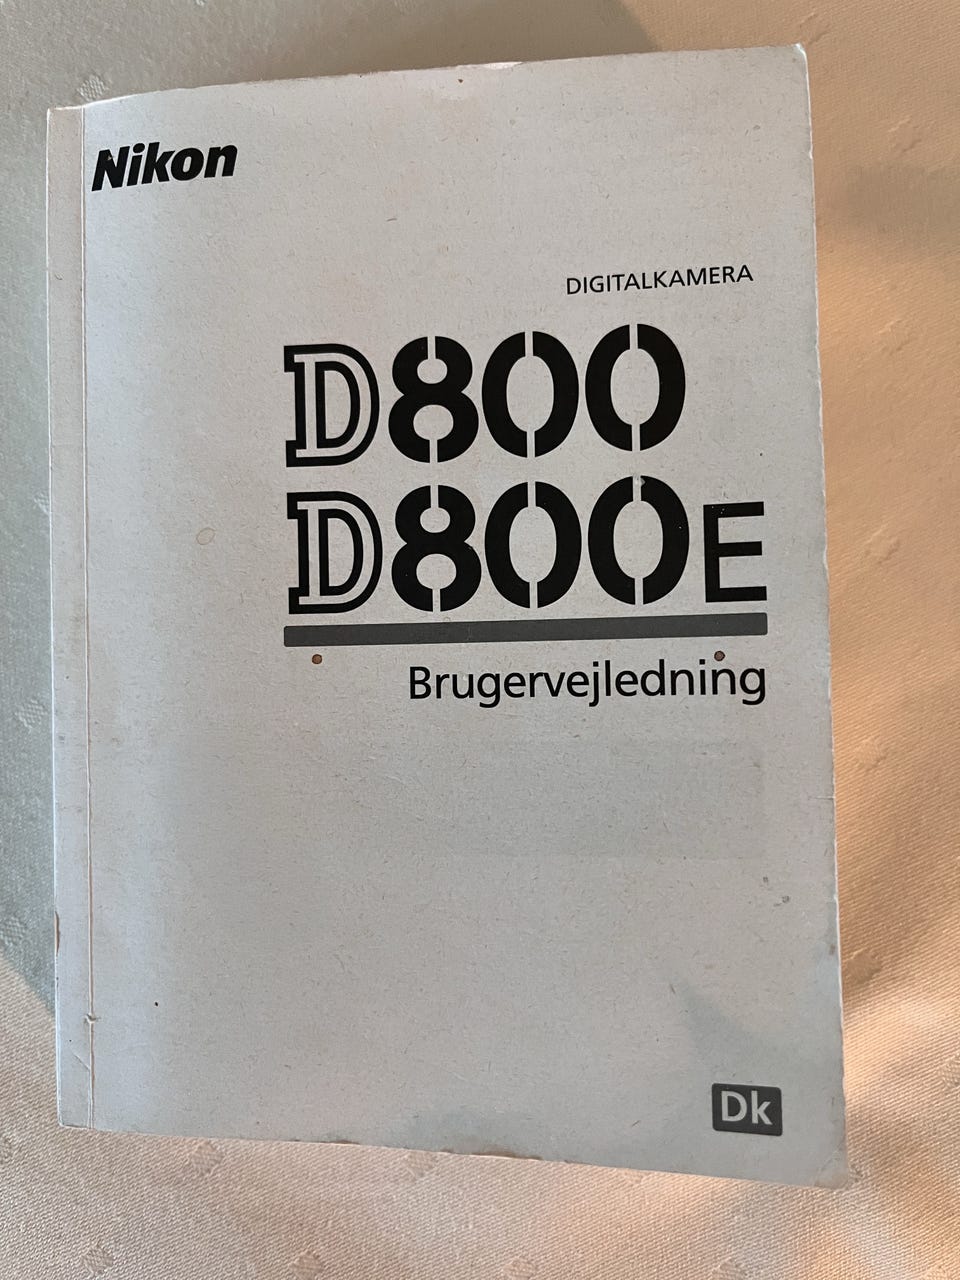 Nikon
DIGITALKAMERA
D800
D800E
Brugervejledning
Dk